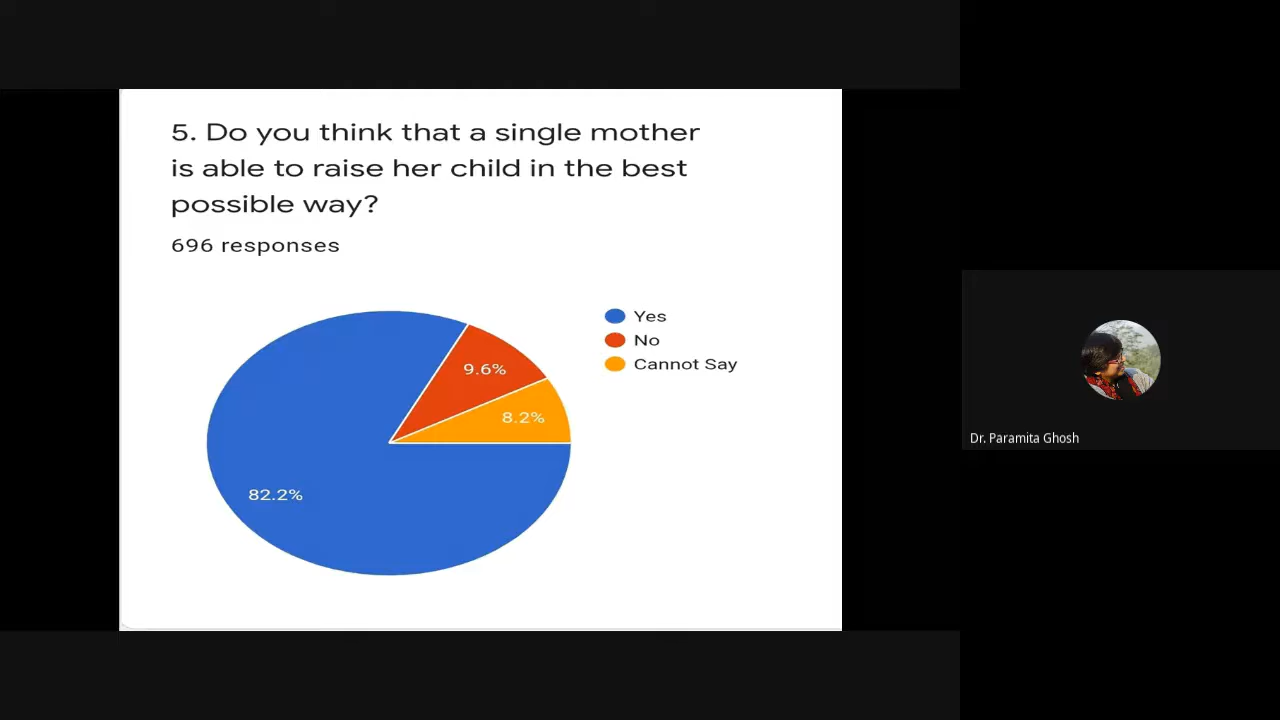 5. Do you think that a single mother
is able to raise her child in the best
possible way?
696 responses
Yes
No
Cannot Say
9.6%
8.2%
82.2%
Dr. Paramita Ghosh